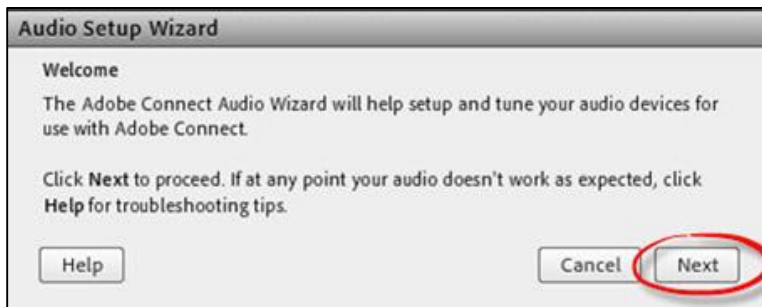 Audio Setup Wizard
Welcome
The Adobe Connect Audio Wizard will help setup and tune your audio devices for
use with Adobe Connect.
Click Next to proceed. If at any point your audio doesn't work as expected, click
Help for troubleshooting tips.
Help Cancel Next